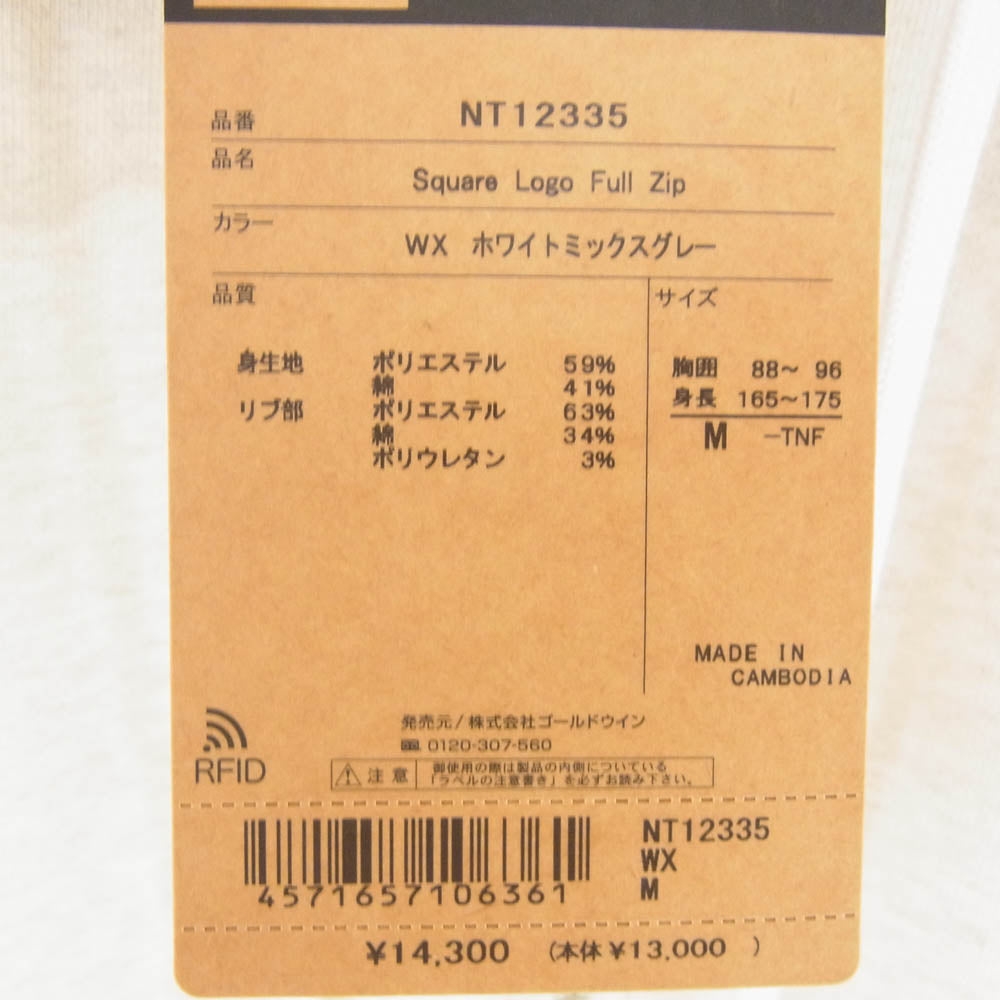 品番 NT12335
品名
Square Logo Full Zip
カラー
WX ホワイトミックスグレー
品質
サイズ
身生地 ポリエステル 59%
綿 41%
リブ部 ポリエステル 63%
綿 34%
ポリウレタン 3%
胸囲 88~ 96
身長 165~175
M -TNF
MADE IN
CAMBODIA
RFID
発売元/株式会社ゴールドウイン
0120-307-560
注意
御使用の際は製品の内側についている
「ラベルの注意書き」を必ずお読み下さい。
4571657106361
NT12335
WX
M
¥14,300 (本体 ¥13,000 )